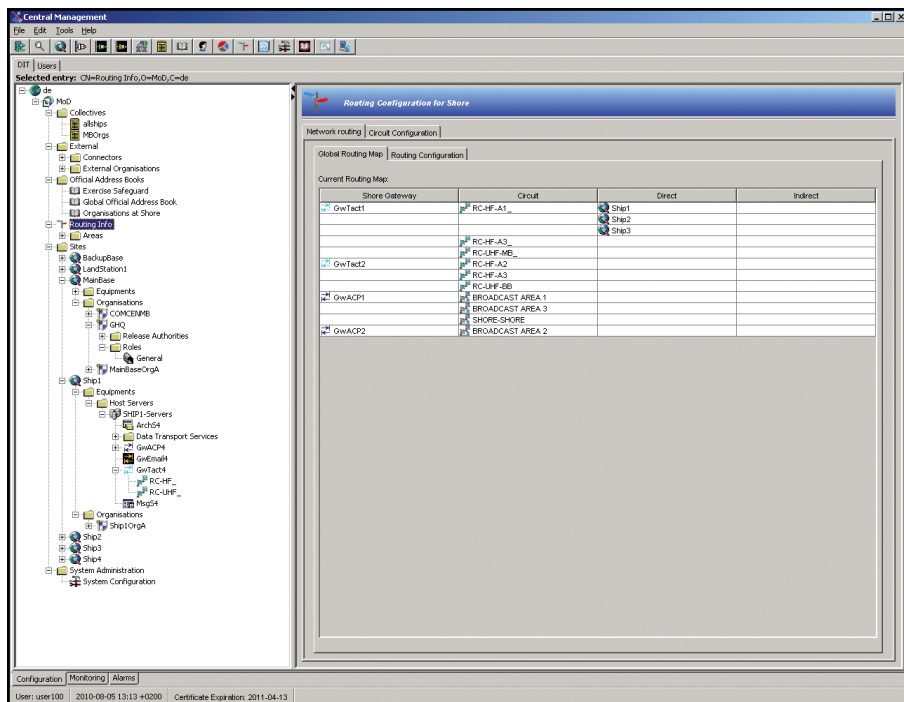 Central Management
File Edit Tools Help
DIT Users
Selected entry: CN=Routing Info,O=MoD,C=de
de
MoD
Collectives
allships
MBOrgs
External
Connectors
External Organisations
Official Address Books
Exercise Safeguard
Global Official Address Book
Organisations at Shore
Routing Info
Areas
Sites
BackupBase
LandStation1
MainBase
Equipments
Organisations
COMCENMB
GHQ
Release Authorities
Roles
General
MainBaseOrgA
Ship1
Equipments
Host Servers
SHIP1-Servers
ArchS4
Data Transport Services
GwACP4
GwEmail4
GwTact4
RC-HF_
RC-UHF_
MsgS4
Organisations
Ship1OrgA
Ship2
Ship3
Ship4
System Administration
System Configuration
Routing Configuration for Shore
Network routing Circuit Configuration
Global Routing Map Routing Configuration
Current Routing Map:
Shore Gateway Circuit Direct Indirect
GwTact1 RC-HF-A1_ Ship1
Ship2
Ship3
RC-HF-A3_
RC-UHF-MB_
GwTact2 RC-HF-A2
RC-HF-A3
RC-UHF-BB
GwACP1 BROADCAST AREA 1
BROADCAST AREA 3
SHORE-SHORE
GwACP2 BROADCAST AREA 2
Configuration Monitoring Alarms
User: user100 2010-08-05 13:13 +0200 Certificate Expiration: 2011-04-13